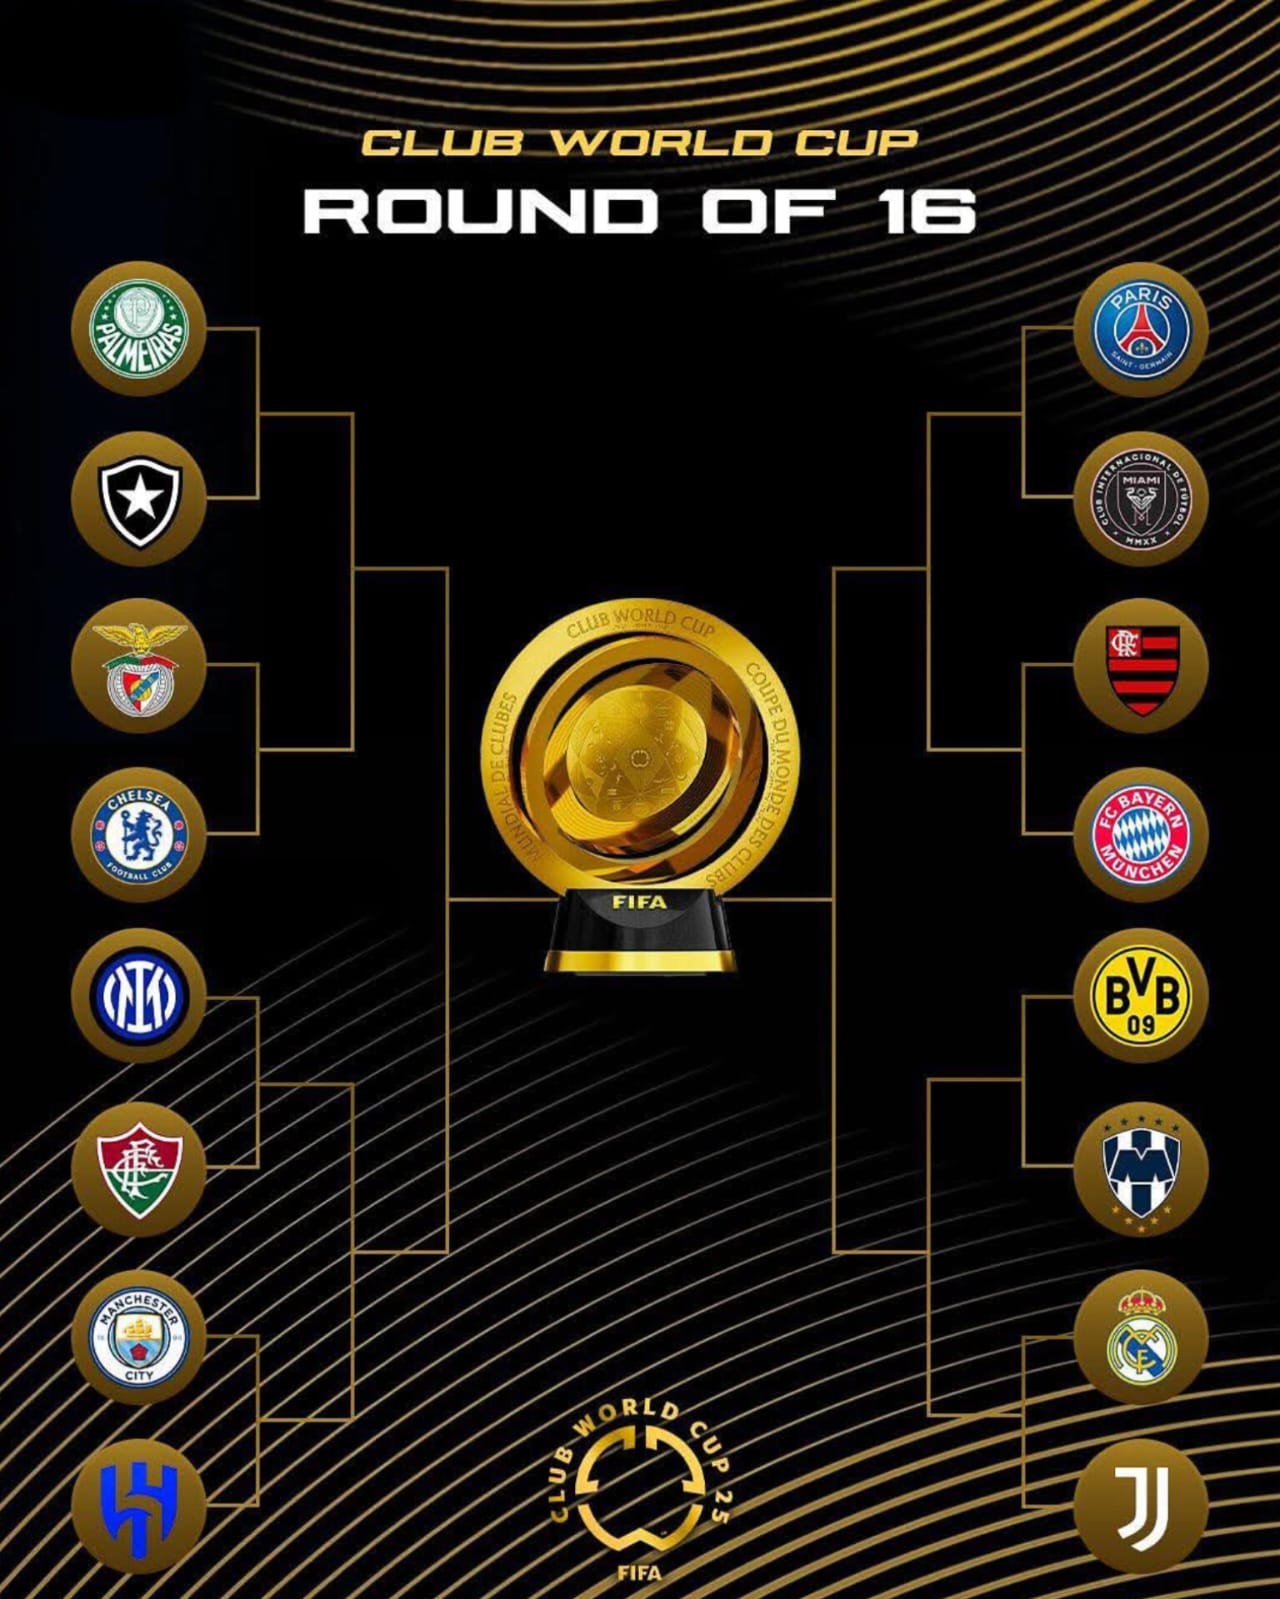 CLUB WORLD CUP
ROUND OF 16
PALMEIRAS
PARIS
SAINT-GERMAIN
CLUB INTERNACIONAL DE FÚTBOL
MIAMI
MMXX
CHELSEA
FOOTBALL CLUB
FC BAYERN
MÜNCHEN
CLUB WORLD CUP
MUNDIAL DE CLUBES
COUPE DU MONDE DES CLUBS
FIFA
BVB
09
MANCHESTER
CITY
CLUB WORLD CUP 25
FIFA